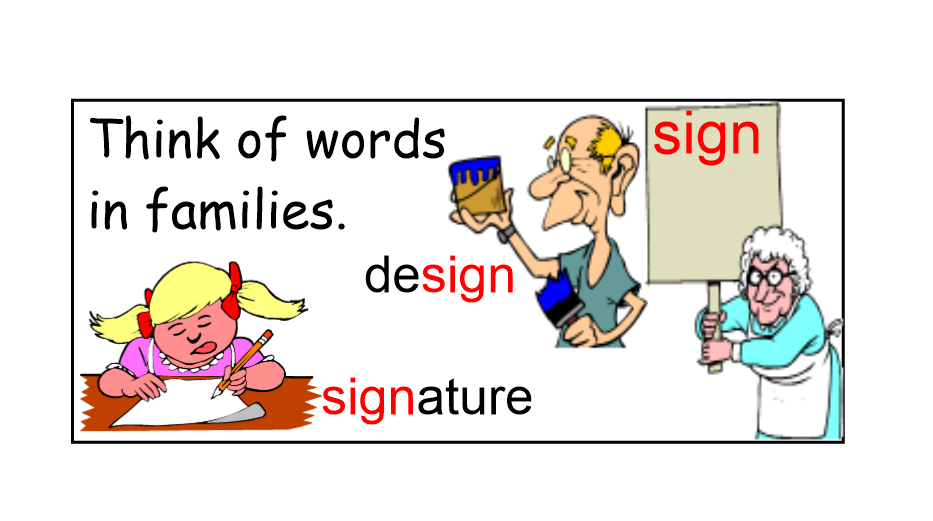 Think of words
in families.
sign
design
signature